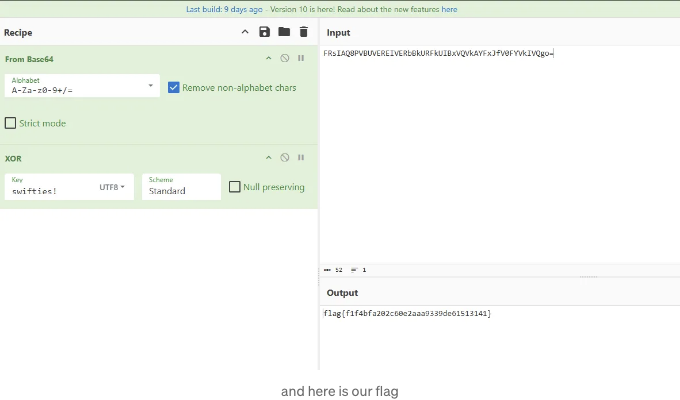 Last build: 9 days ago - Version 10 is here! Read about the new features here
Recipe
Input
From Base64
Alphabet
A-Za-z0-9+/=
Remove non-alphabet chars
Strict mode
XOR
Key
swifties!
UTF8
Scheme
Standard
Null preserving
FRsIAQ8PVBUVEREIVERbBkURFkUIBxVQVkAYFxJfV0FYVkIVQgo=
52
1
Output
flag{f1f4bfa202c60e2aaa9339de61513141}
and here is our flag